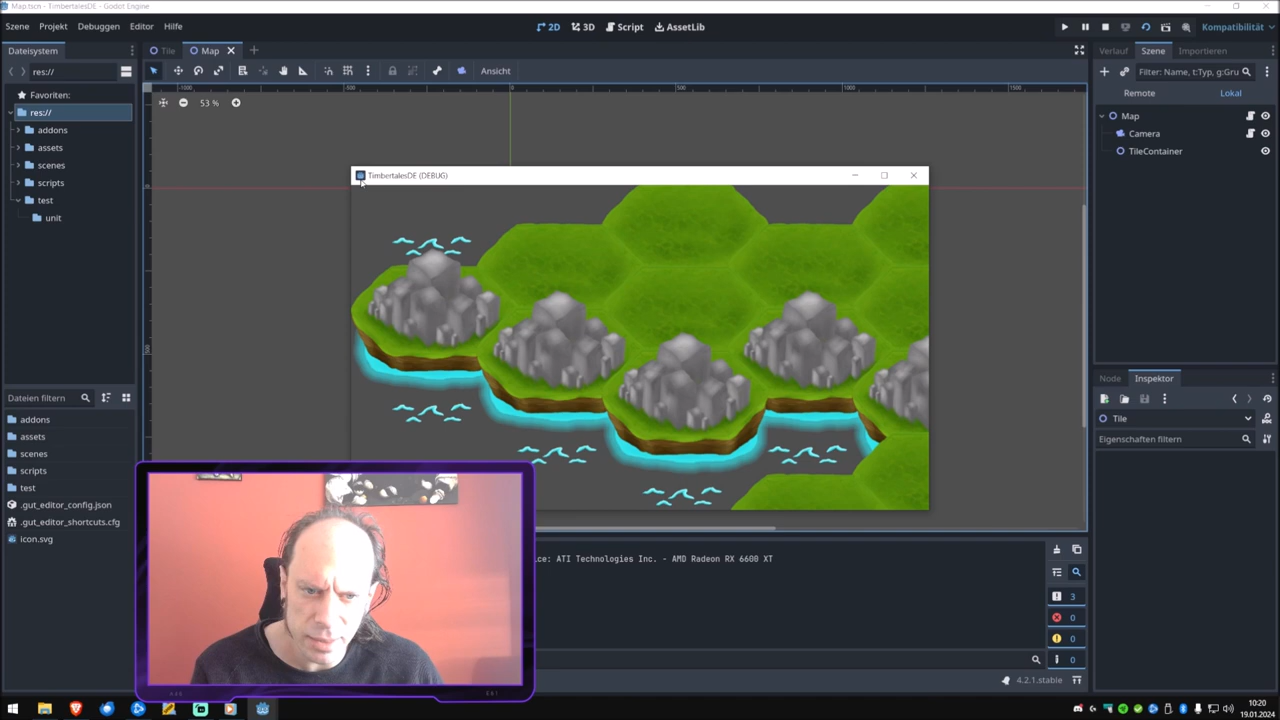 Map.tscn - TimbertalesDE - Godot Engine
Szene Projekt Debuggen Editor Hilfe
2D 3D Script AssetLib
Kompatibilität
Dateisystem
Tile Map
Verlauf Szene Importieren
res://
Ansicht
Filter: Name, t:Typ, g:Gru
Favoriten:
-1000 500 1000 1500
53 %
Remote Lokal
res://
addons
assets
scenes
scripts
test
unit
Map
Camera
TileContainer
TimbertalesDE (DEBUG)
Node Inspektor
Dateien filtern
Tile
Eigenschaften filtern
addons
assets
scenes
scripts
test
.gut_editor_config.json
.gut_editor_shortcuts.cfg
icon.svg
ce: ATI Technologies Inc. - AMD Radeon RX 6600 XT
3
0
0
0
4.2.1.stable
10:20
19.01.2024